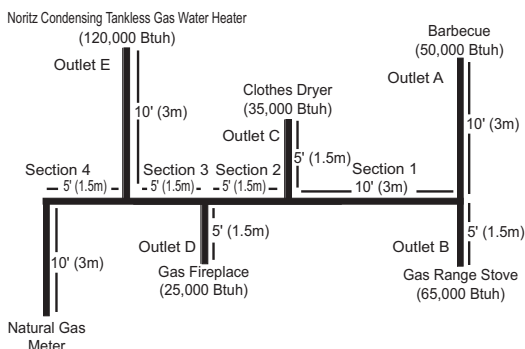 Noritz Condensing Tankless Gas Water Heater
(120,000 Btuh)
Outlet E
10' (3m)
Barbecue
(50,000 Btuh)
Outlet A
10' (3m)
Clothes Dryer
(35,000 Btuh)
Outlet C
5' (1.5m)
Section 4
5' (1.5m)
Section 3
5' (1.5m)
Section 2
5' (1.5m)
Section 1
10' (3m)
10' (3m)
Natural Gas
Meter
Outlet D
5' (1.5m)
Gas Fireplace
(25,000 Btuh)
Outlet B
5' (1.5m)
Gas Range Stove
(65,000 Btuh)